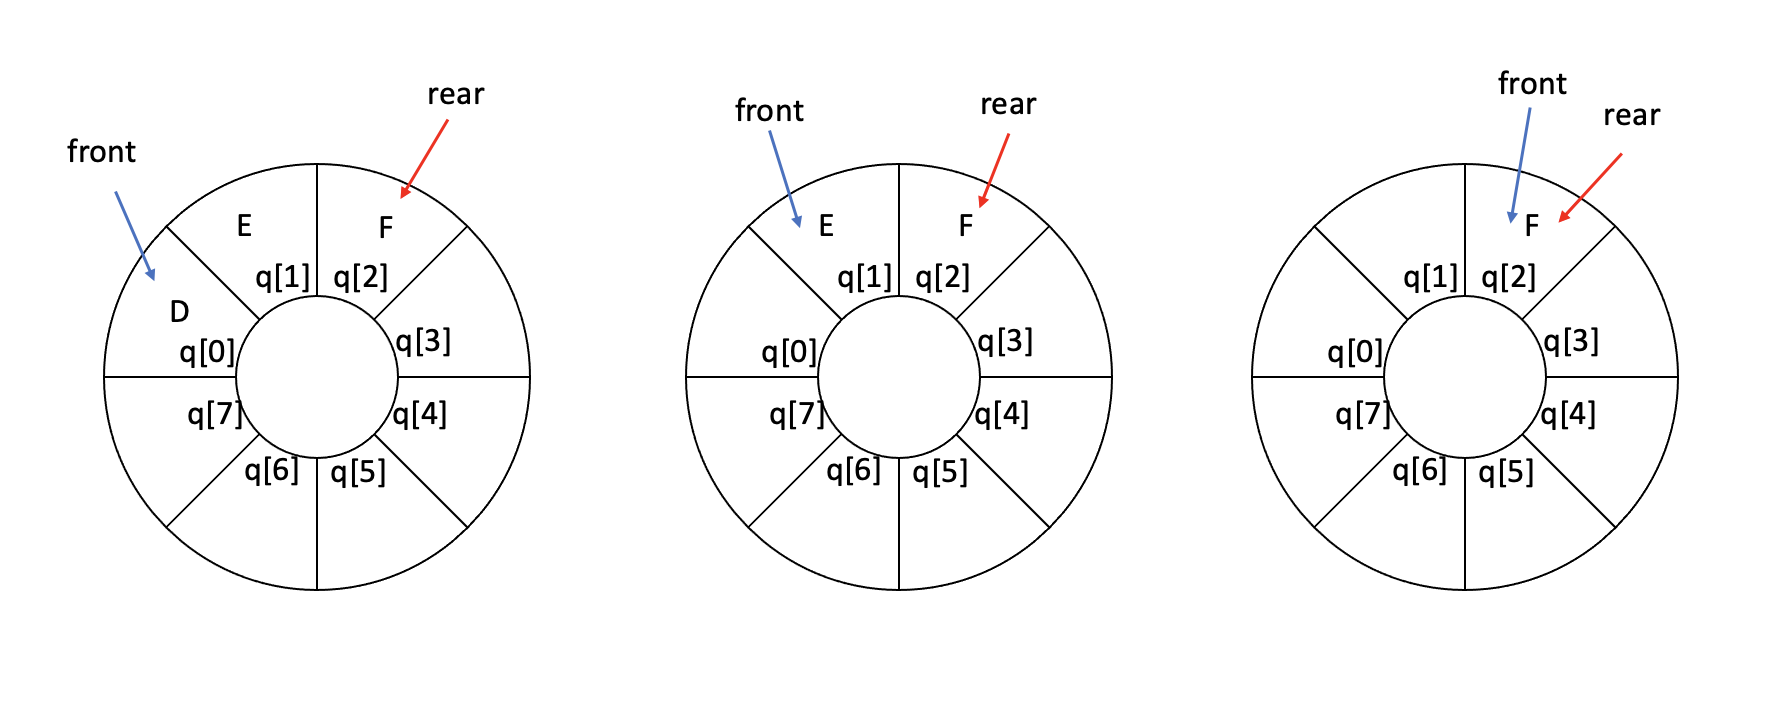 front
rear
D
E
F
q[0]
q[1]
q[2]
q[3]
q[4]
q[5]
q[6]
q[7]
front
rear
E
F
q[0]
q[1]
q[2]
q[3]
q[4]
q[5]
q[6]
q[7]
front
rear
F
q[0]
q[1]
q[2]
q[3]
q[4]
q[5]
q[6]
q[7]